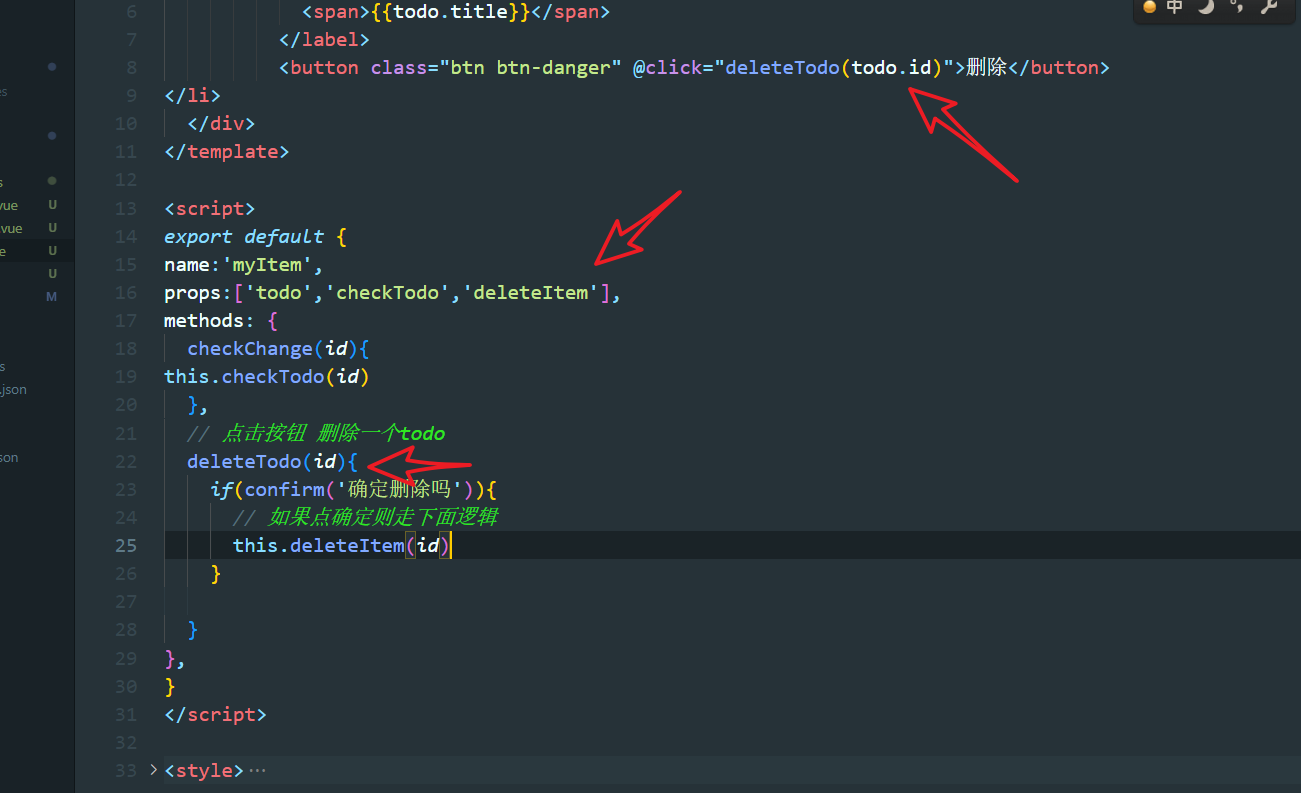 中
6 <span>{{todo.title}}</span>
7 </label>
8 <button class="btn btn-danger" @click="deleteTodo(todo.id)">删除</button>
9 </li>
10 </div>
11 </template>
12
13 <script>
14 export default {
15 name:'myItem',
16 props:['todo','checkTodo','deleteItem'],
17 methods: {
18 checkChange(id){
19 this.checkTodo(id)
20 },
21 // 点击按钮 删除一个todo
22 deleteTodo(id){
23 if(confirm('确定删除吗')){
24 // 如果点确定则走下面逻辑
25 this.deleteItem(id)
26 }
27
28 }
29 },
30 }
31 </script>
32
33 <style>···
es
s
vue U
vue U
e U
U
M
s
.json
son